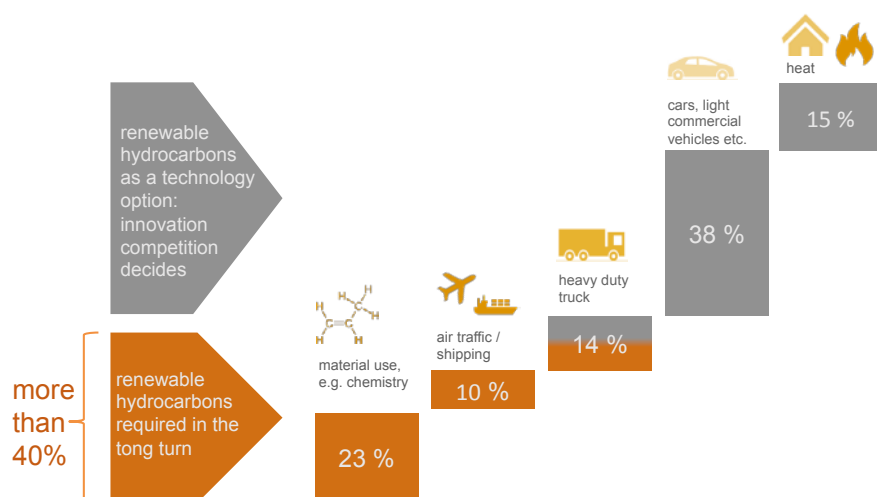 renewable
hydrocarbons
as a technology
option:
innovation
competition
decides
more
than
40%
renewable
hydrocarbons
required in the
tong turn
H
H
H
C
H
C=C
H
H
material use,
e.g. chemistry
23 %
air traffic /
shipping
10 %
heavy duty
truck
14 %
cars, light
commercial
vehicles etc.
38 %
heat
15 %